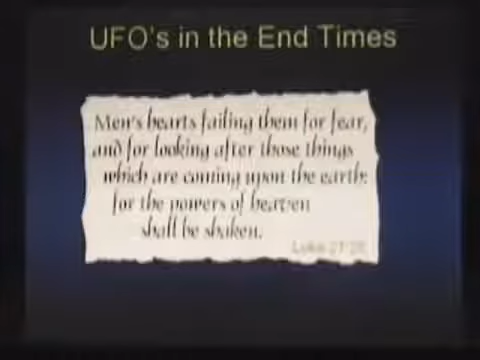 UFO's in the End Times
Men's hearts failing them for fear,
and for looking after those things
which are coming upon the earth:
for the powers of heaven
shall be shaken.
Luke 21:26